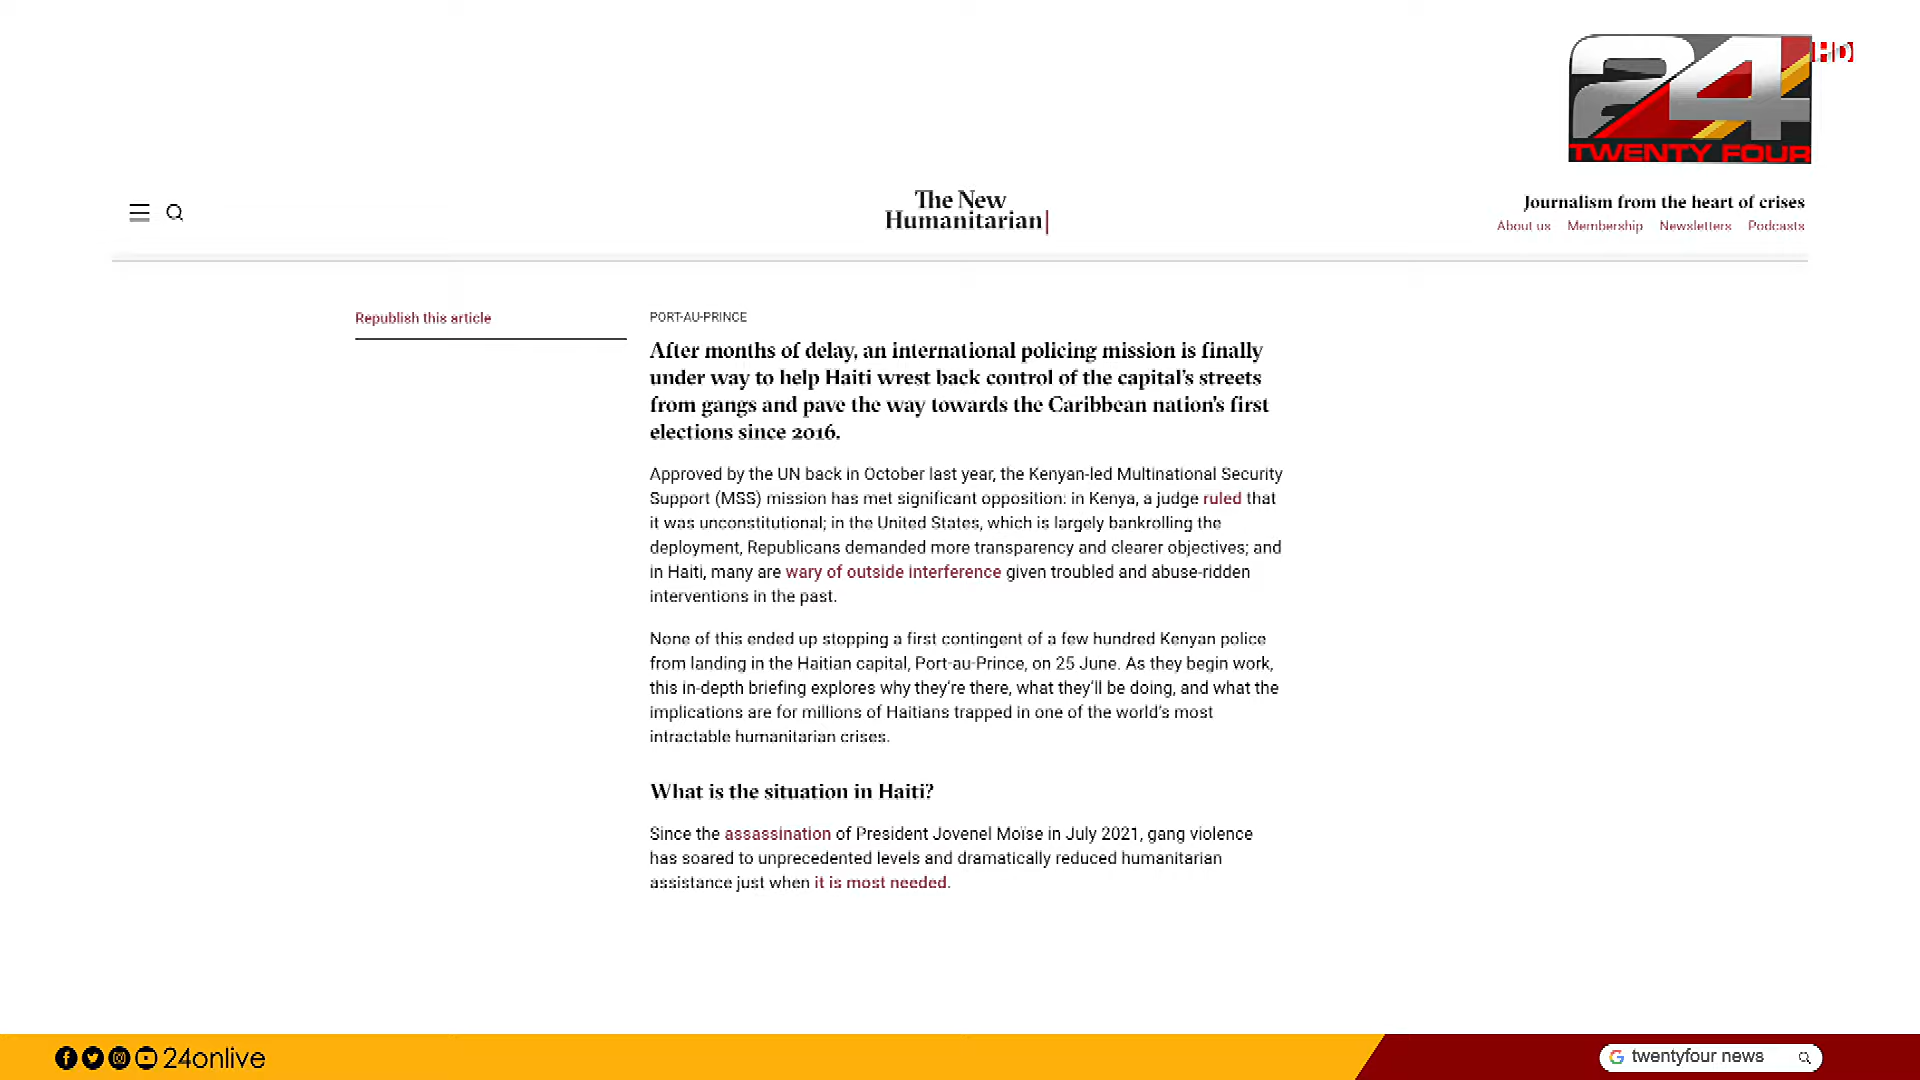 24
HD
TWENTY FOUR
The New
Humanitarian
Journalism from the heart of crises
About us Membership Newsletters Podcasts
Republish this article
PORT-AU-PRINCE
After months of delay, an international policing mission is finally
under way to help Haiti wrest back control of the capital's streets
from gangs and pave the way towards the Caribbean nation's first
elections since 2016.
Approved by the UN back in October last year, the Kenyan-led Multinational Security
Support (MSS) mission has met significant opposition: in Kenya, a judge ruled that
it was unconstitutional; in the United States, which is largely bankrolling the
deployment, Republicans demanded more transparency and clearer objectives; and
in Haiti, many are wary of outside interference given troubled and abuse-ridden
interventions in the past.
None of this ended up stopping a first contingent of a few hundred Kenyan police
from landing in the Haitian capital, Port-au-Prince, on 25 June. As they begin work,
this in-depth briefing explores why they're there, what they'll be doing, and what the
implications are for millions of Haitians trapped in one of the world's most
intractable humanitarian crises.
What is the situation in Haiti?
Since the assassination of President Jovenel Moïse in July 2021, gang violence
has soared to unprecedented levels and dramatically reduced humanitarian
assistance just when it is most needed.
24onlive
twentyfour news